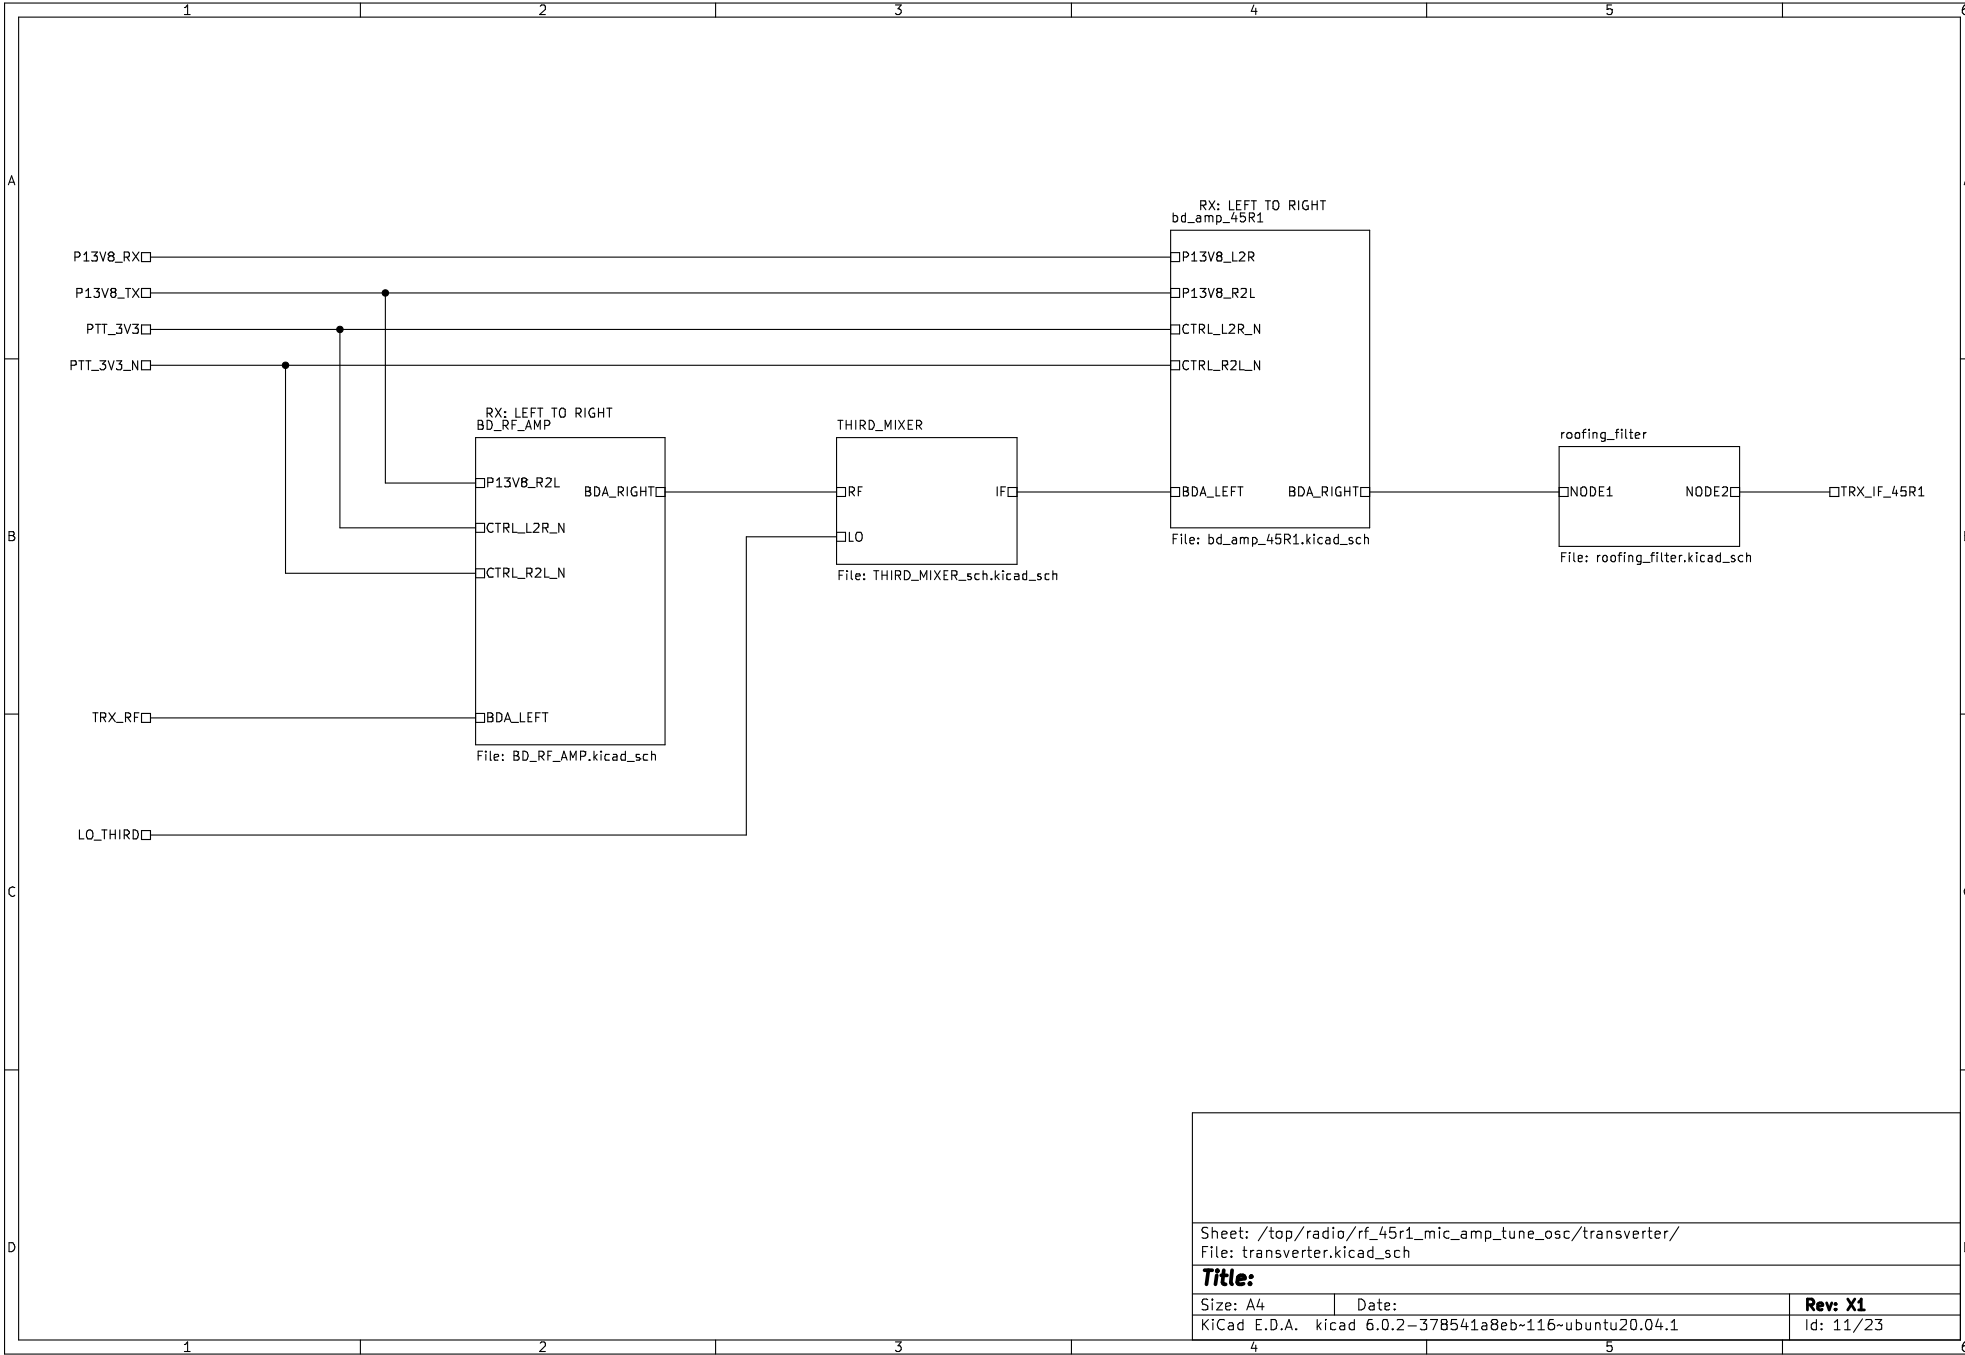 1 2 3 4 5 6
A
RX: LEFT TO RIGHT
bd_amp_45R1
P13V8_RX P13V8_L2R
P13V8_TX P13V8_R2L
PTT_3V3 CTRL_L2R_N
PTT_3V3_N CTRL_R2L_N
RX: LEFT TO RIGHT
BD_RF_AMP THIRD_MIXER
roofing_filter
P13V8_R2L
BDA_RIGHT RF IF BDA_LEFT BDA_RIGHT NODE1 NODE2 TRX_IF_45R1
CTRL_L2R_N
B LO
File: bd_amp_45R1.kicad_sch
File: roofing_filter.kicad_sch
CTRL_R2L_N
File: THIRD_MIXER_sch.kicad_sch
TRX_RF BDA_LEFT
File: BD_RF_AMP.kicad_sch
LO_THIRD
C
Sheet: /top/radio/rf_45r1_mic_amp_tune_osc/transverter/
D
File: transverter.kicad_sch
Title:
Size: A4 Date: Rev: X1
KiCad E.D.A. kicad 6.0.2-378541a8eb~116~ubuntu20.04.1 Id: 11/23
1 2 3 4 5 6